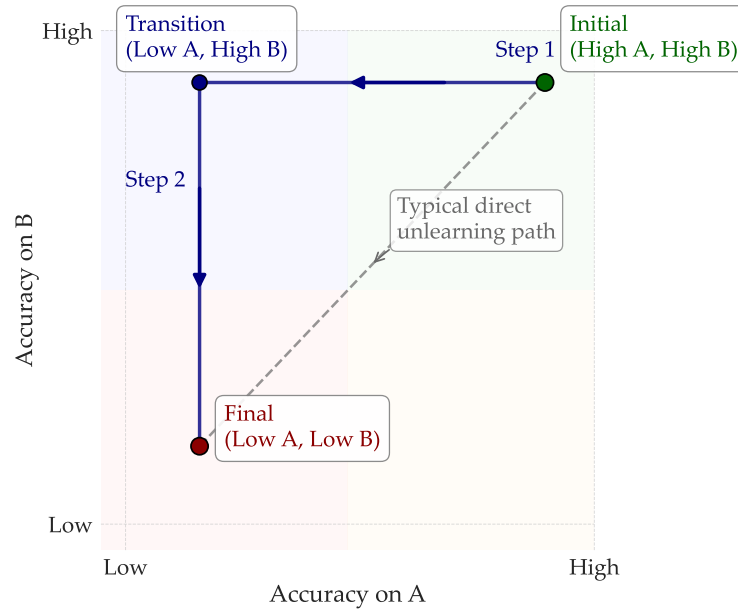 High
Transition
(Low A, High B)
Step 1
Initial
(High A, High B)
Step 2
Typical direct
unlearning path
Accuracy on B
Final
(Low A, Low B)
Low
Low
High
Accuracy on A